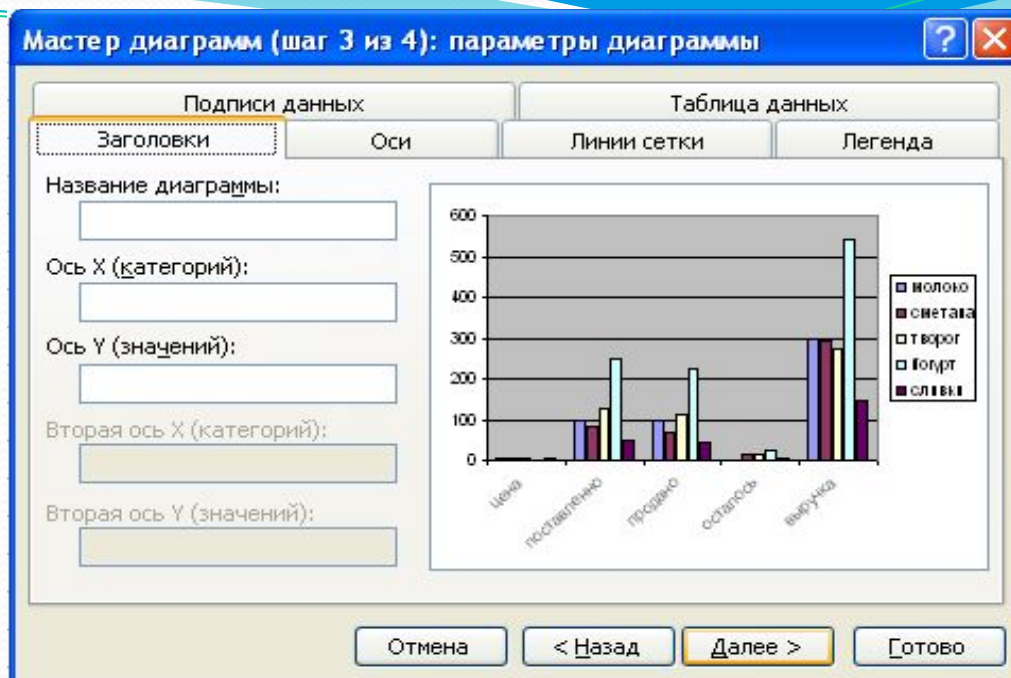 Мастер диаграмм (шаг 3 из 4): параметры диаграммы
Подписи данных
Таблица данных
Заголовки
Оси
Линии сетки
Легенда
Название диаграммы:
Ось X (категорий):
Ось Y (значений):
Вторая ось X (категорий):
Вторая ось Y (значений):
600
500
400
300
200
100
0
цена
поставленно
продано
осталось
выручка
молоко
сметана
творог
йогурт
сливки
Отмена
< Назад
Далее >
Готово